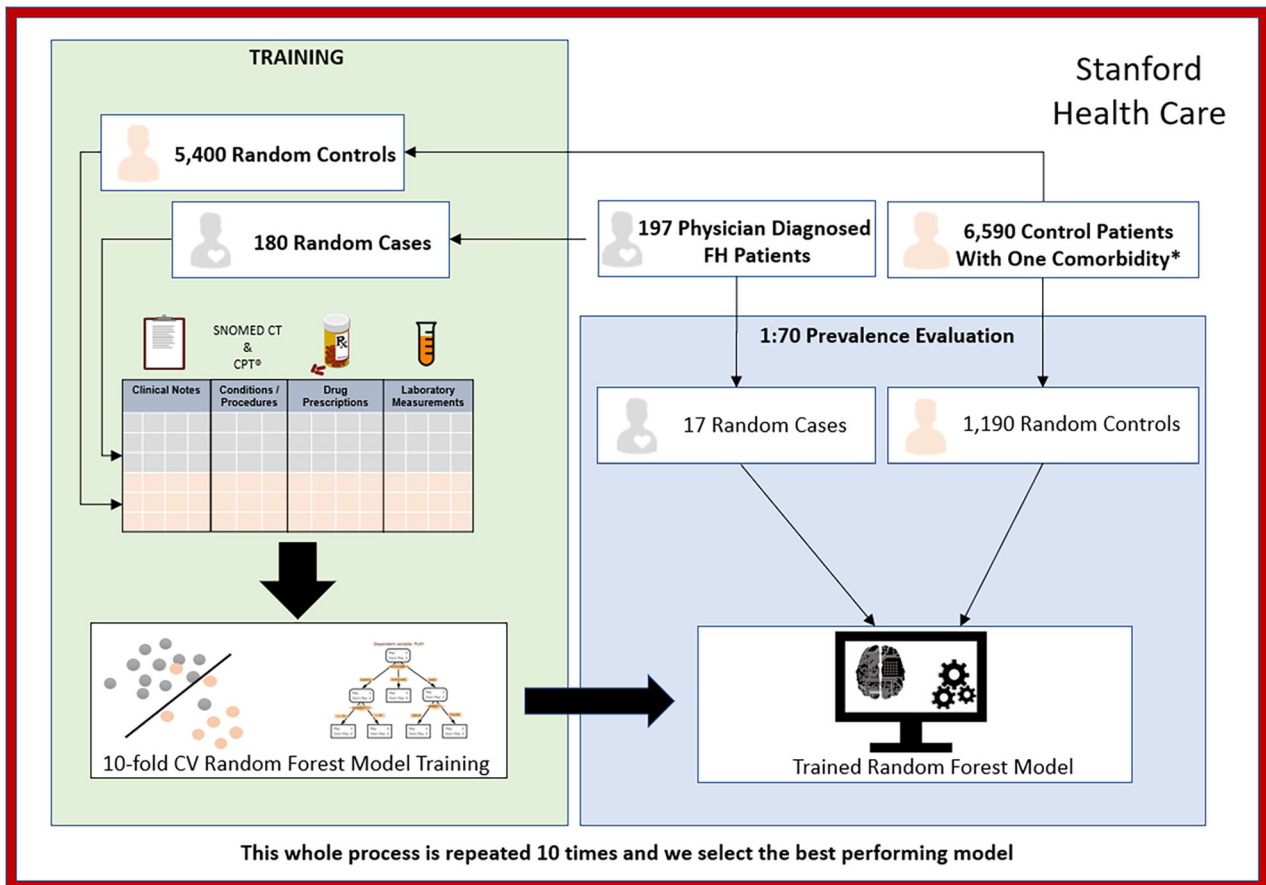 TRAINING
Stanford
Health Care
5,400 Random Controls
180 Random Cases
197 Physician Diagnosed
FH Patients
6,590 Control Patients
With One Comorbidity*
SNOMED CT
&
CPT®
Rx
Clinical Notes
Conditions /
Procedures
Drug
Prescriptions
Laboratory
Measurements
1:70 Prevalence Evaluation
17 Random Cases
1,190 Random Controls
Dependent variable: PLAY
10-fold CV Random Forest Model Training
Trained Random Forest Model
This whole process is repeated 10 times and we select the best performing model